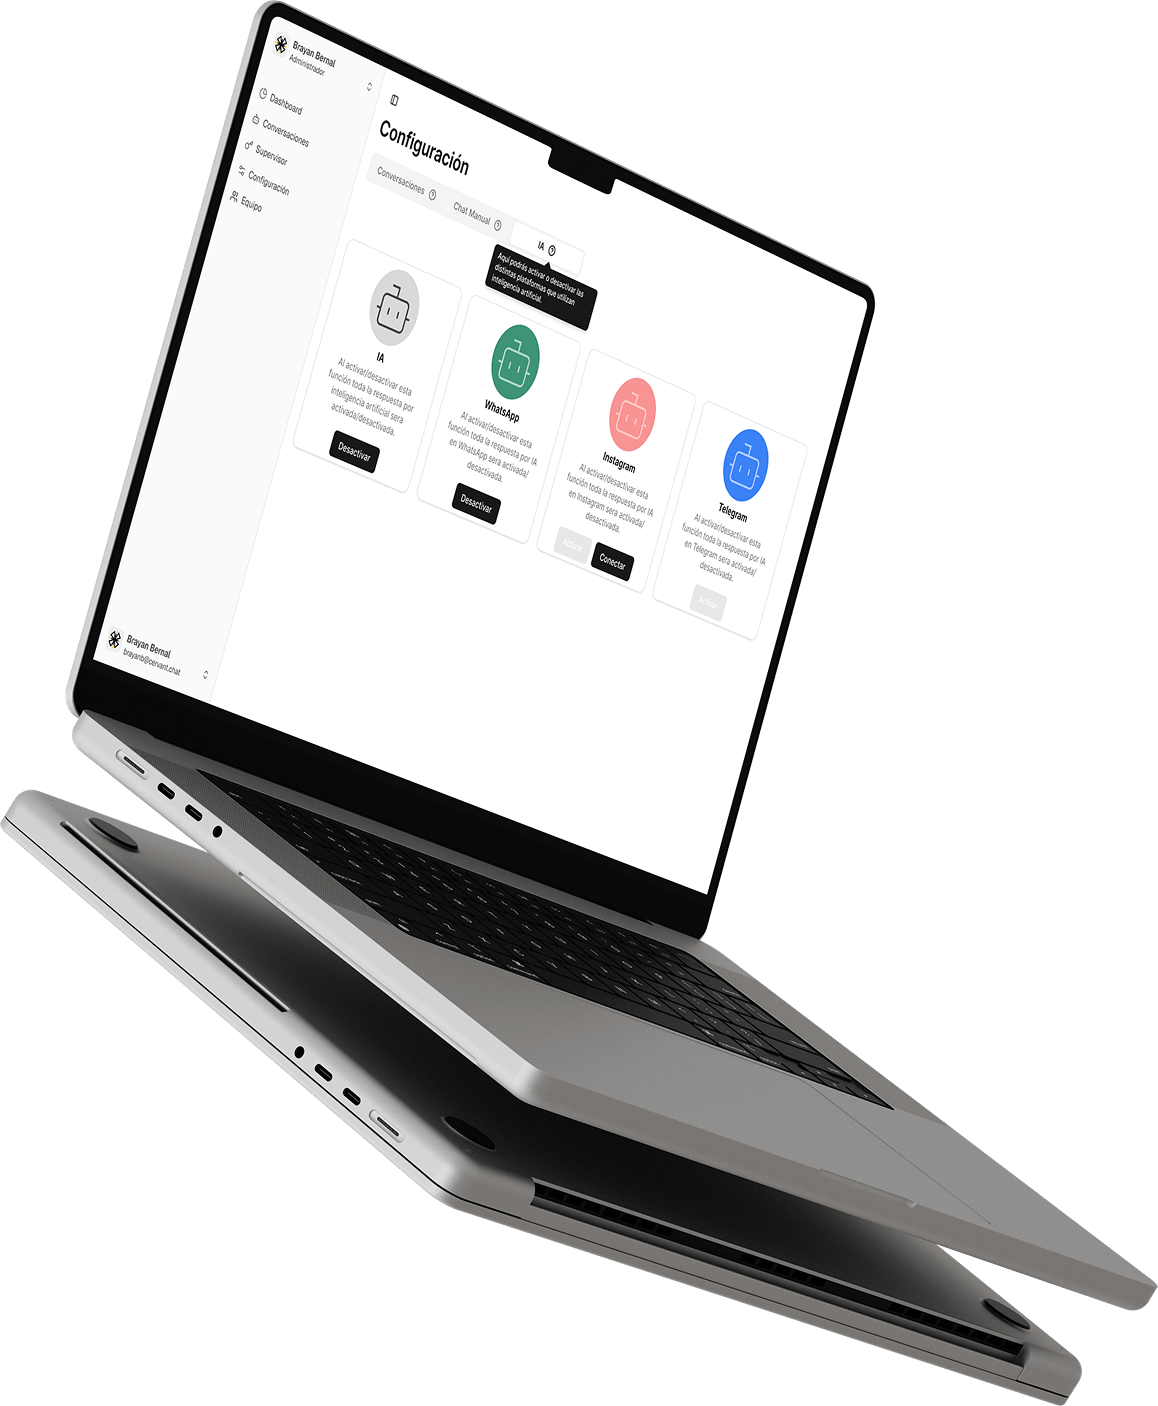 Brayan Bernal
Administrador
Dashboard
Conversaciones
Supervisor
Configuración
Equipo
Brayan Bernal
brayanb@cervant.chat
Configuración
Conversaciones
Chat Manual
IA
Aquí podrás activar o desactivar las
distintas plataformas que utilizan
inteligencia artificial.
IA
Al activar/desactivar esta
función toda la respuesta por
inteligencia artificial sera
activada/desactivada.
Desactivar
WhatsApp
Al activar/desactivar esta
función toda la respuesta por IA
en WhatsApp sera activada/
desactivada.
Desactivar
Instagram
Al activar/desactivar esta
función toda la respuesta por IA
en Instagram sera activada/
desactivada.
Activar
Conectar
Telegram
Al activar/desactivar esta
función toda la respuesta por IA
en Telegram sera activada/
desactivada.
Activar